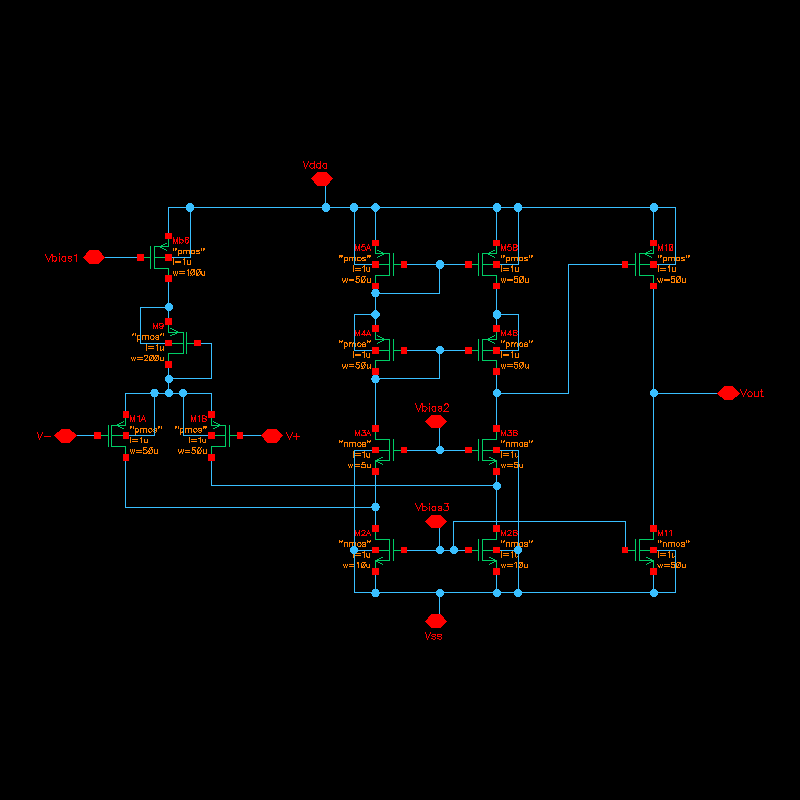 Vdda
M5B
"pmos"
l=1u
w=100u
Vbias1
M9
"pmos"
l=1u
w=200u
M1A
"pmos"
l=1u
w=50u
M1B
"pmos"
l=1u
w=50u
V-
V+
M5A
"pmos"
l=1u
w=50u
M5B
"pmos"
l=1u
w=50u
M4A
"pmos"
l=1u
w=50u
M4B
"pmos"
l=1u
w=50u
Vbias2
M3A
"nmos"
l=1u
w=5u
M3B
"nmos"
l=1u
w=5u
Vbias3
M2A
"nmos"
l=1u
w=10u
M2B
"nmos"
l=1u
w=10u
Vss
M10
"pmos"
l=1u
w=50u
Vout
M11
"nmos"
l=1u
w=50u